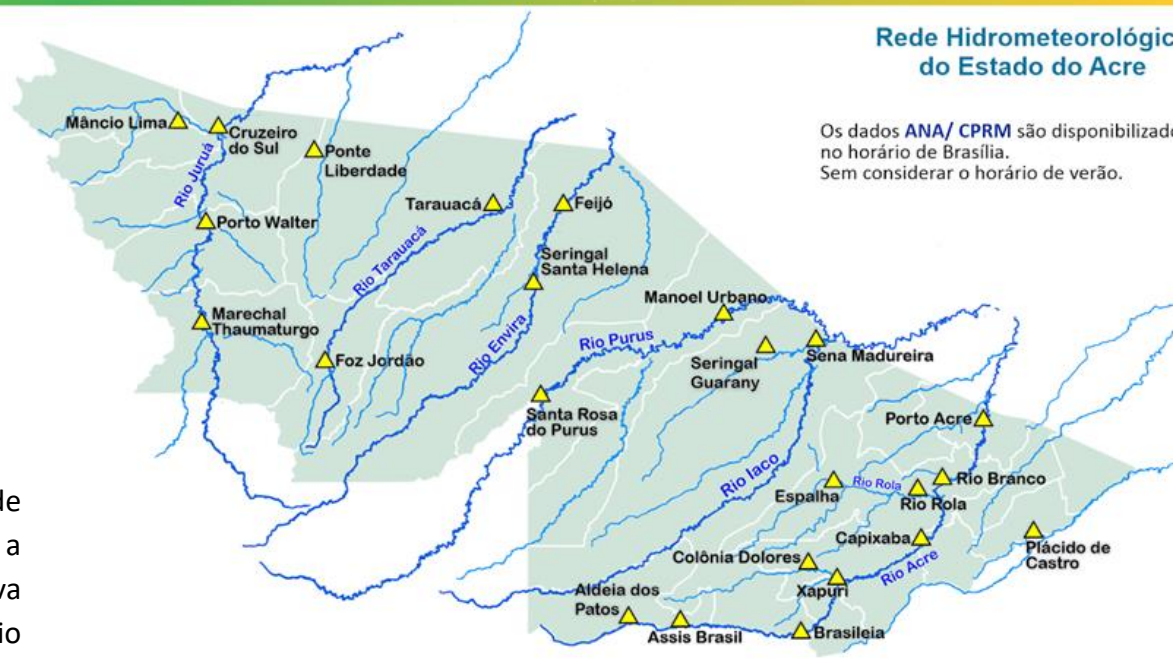 Rede Hidrometeorológic
do Estado do Acre
Os dados ANA/ CPRM são disponibilizado
no horário de Brasília.
Sem considerar o horário de verão.
Mâncio Lima
Cruzeiro
do Sul
Ponte
Liberdade
Rio Juruá
Porto Walter
Tarauacá
Feijó
Rio Tarauacá
Seringal
Santa Helena
Marechal
Thaumaturgo
Foz Jordão
Rio Envira
Manoel Urbano
Rio Purus
Seringal
Guarany
Sena Madureira
Santa Rosa
do Purus
Porto Acre
Rio Iaco
Espalha
Rio Rola
Rio Rola
Rio Branco
Capixaba
Plácido de
Castro
Colônia Dolores
Xapuri
Rio Acre
Aldeia dos
Patos
Assis Brasil
Brasileia
de
a
va
io